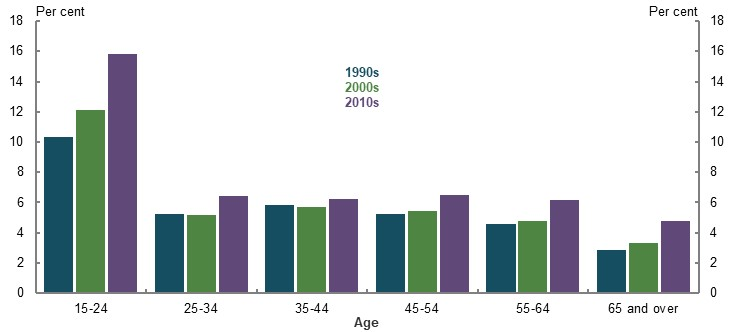 Per cent Per cent
18 18
16 16
14 14
12 12
10 10
8 8
6 6
4 4
2 2
0 0
1990s
2000s
2010s
15-24 25-34 35-44 45-54 55-64 65 and over
Age